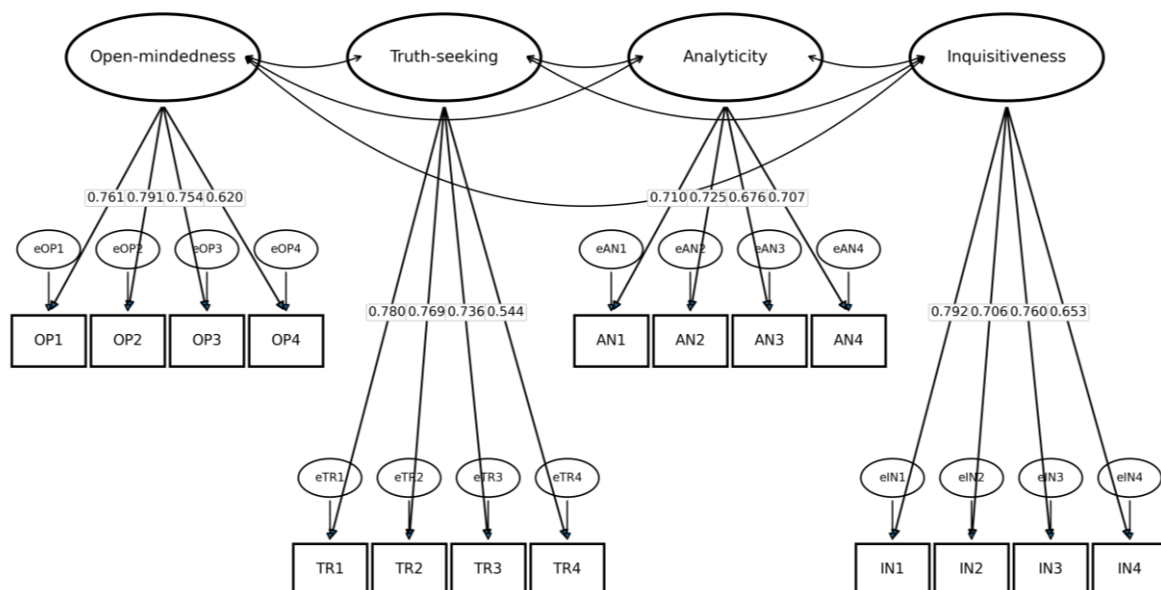 Open-mindedness
Truth-seeking
Analyticity
Inquisitiveness
0.761 0.791 0.754 0.620
0.710 0.725 0.676 0.707
eOP1
eOP2
eOP3
eOP4
eAN1
eAN2
eAN3
eAN4
0.780 0.769 0.736 0.544
0.792 0.706 0.760 0.653
OP1
OP2
OP3
OP4
AN1
AN2
AN3
AN4
eTR1
eTR2
eTR3
eTR4
eIN1
eIN2
eIN3
eIN4
TR1
TR2
TR3
TR4
IN1
IN2
IN3
IN4